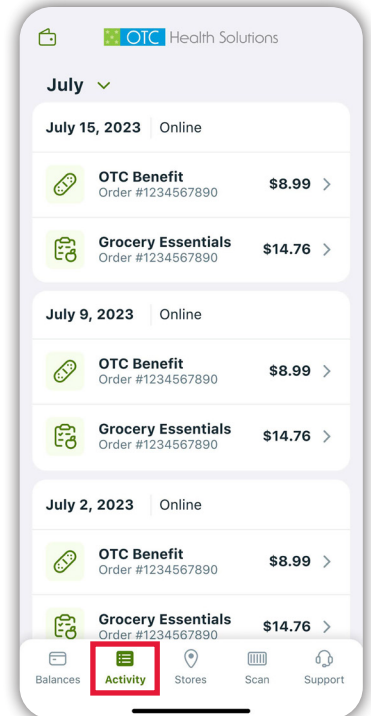 OTC Health Solutions
July
July 15, 2023 Online
OTC Benefit
Order #1234567890
$8.99
Grocery Essentials
Order #1234567890
$14.76
July 9, 2023 Online
OTC Benefit
Order #1234567890
$8.99
Grocery Essentials
Order #1234567890
$14.76
July 2, 2023 Online
OTC Benefit
Order #1234567890
$8.99
Grocery Essentials
Order #1234567890
$14.76
Balances Activity Stores Scan Support